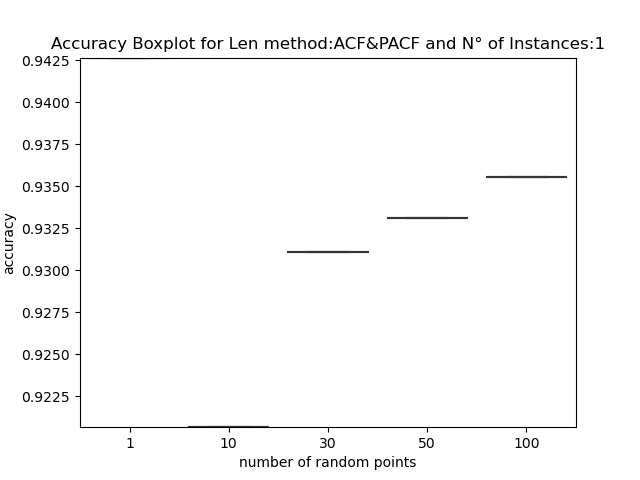 Accuracy Boxplot for Len method:ACF&PACF and N° of Instances:1
0.9425
0.9400
0.9375
0.9350
0.9325
0.9300
0.9275
0.9250
0.9225
accuracy
1 10 30 50 100
number of random points